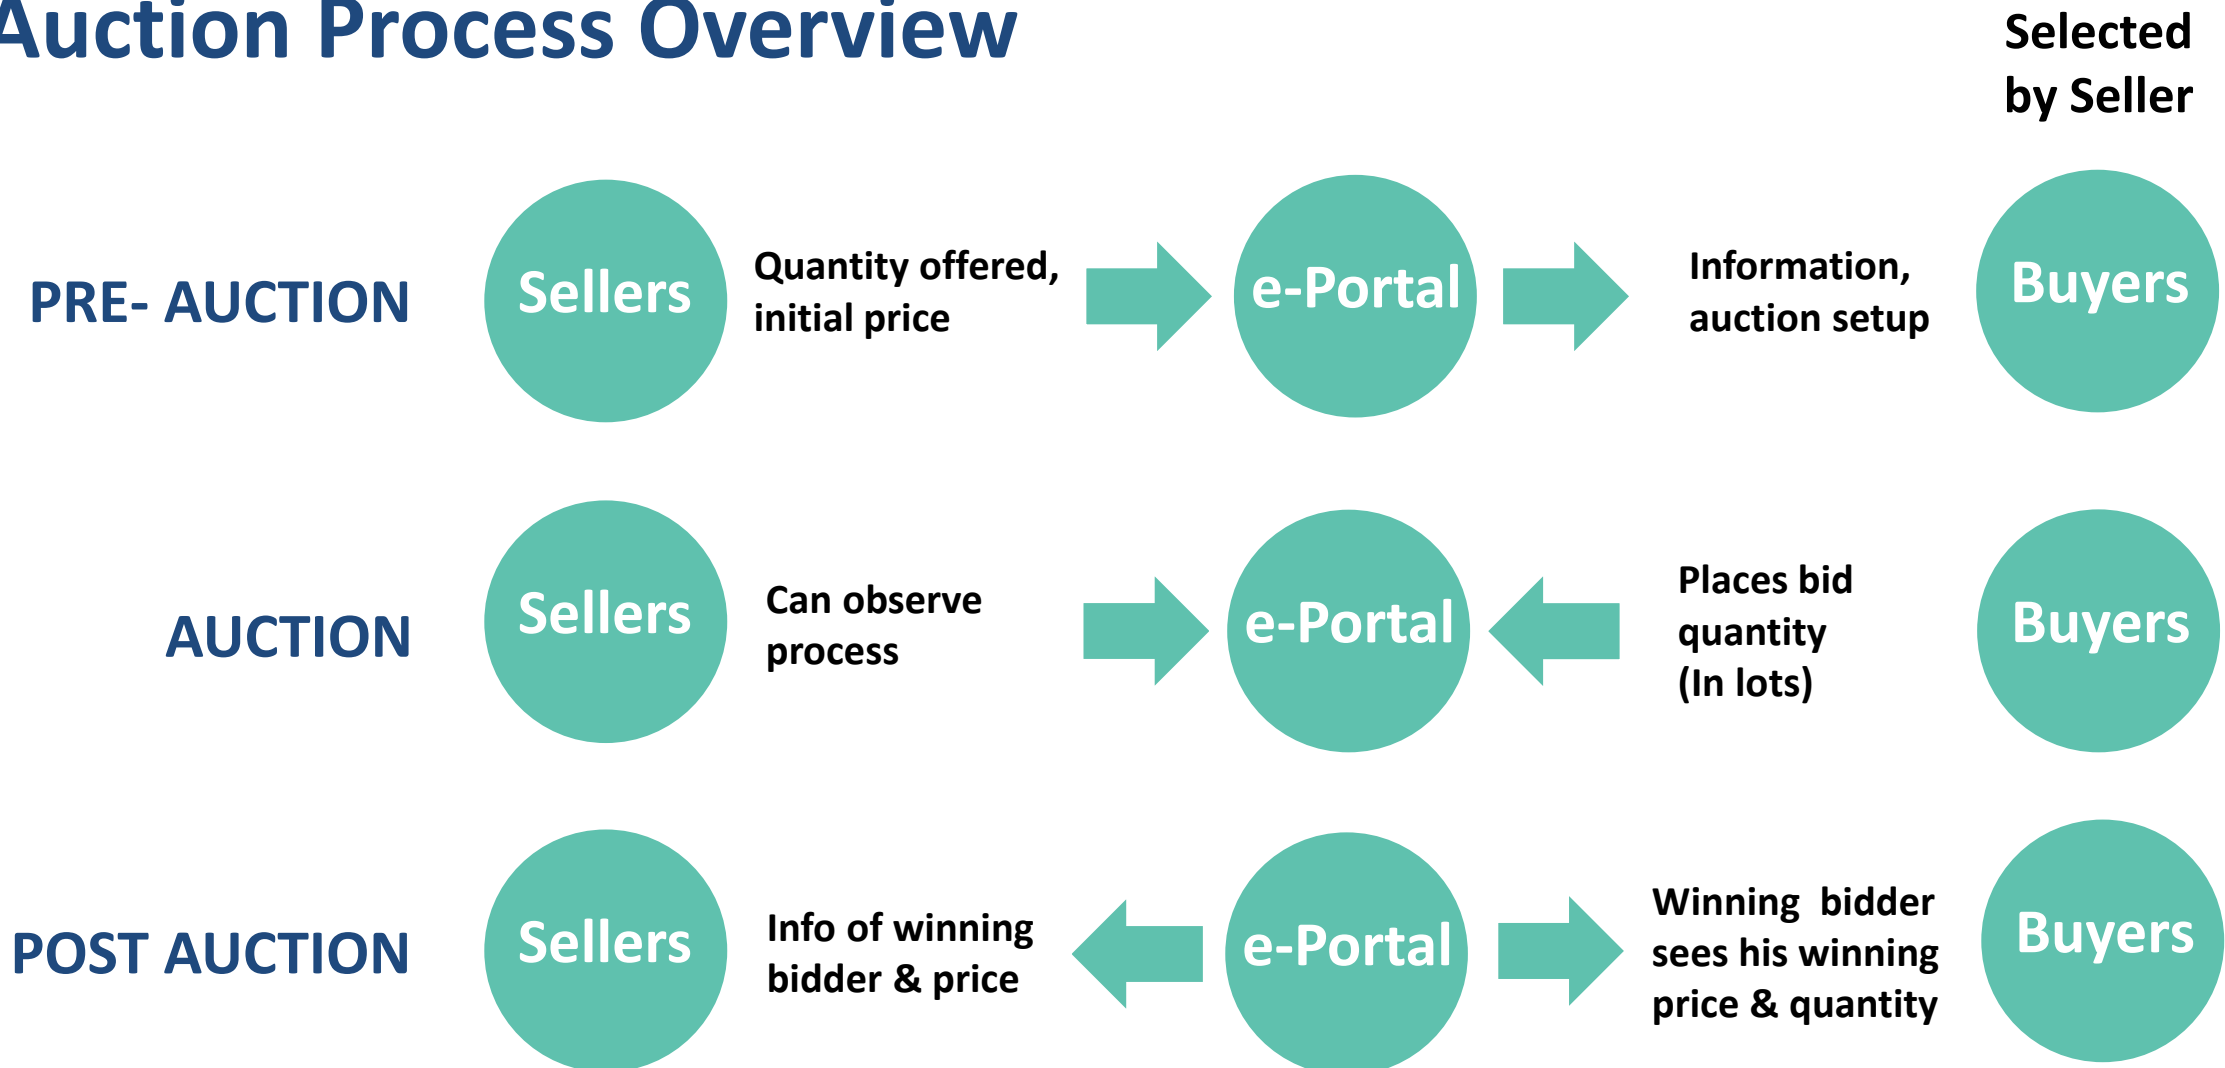 Auction Process Overview
Selected
by Seller
PRE- AUCTION
Sellers
Quantity offered,
initial price
e-Portal
Information,
auction setup
Buyers
AUCTION
Sellers
Can observe
process
e-Portal
Places bid
quantity
(In lots)
Buyers
POST AUCTION
Sellers
Info of winning
bidder & price
e-Portal
Winning  bidder
sees his winning
price & quantity
Buyers